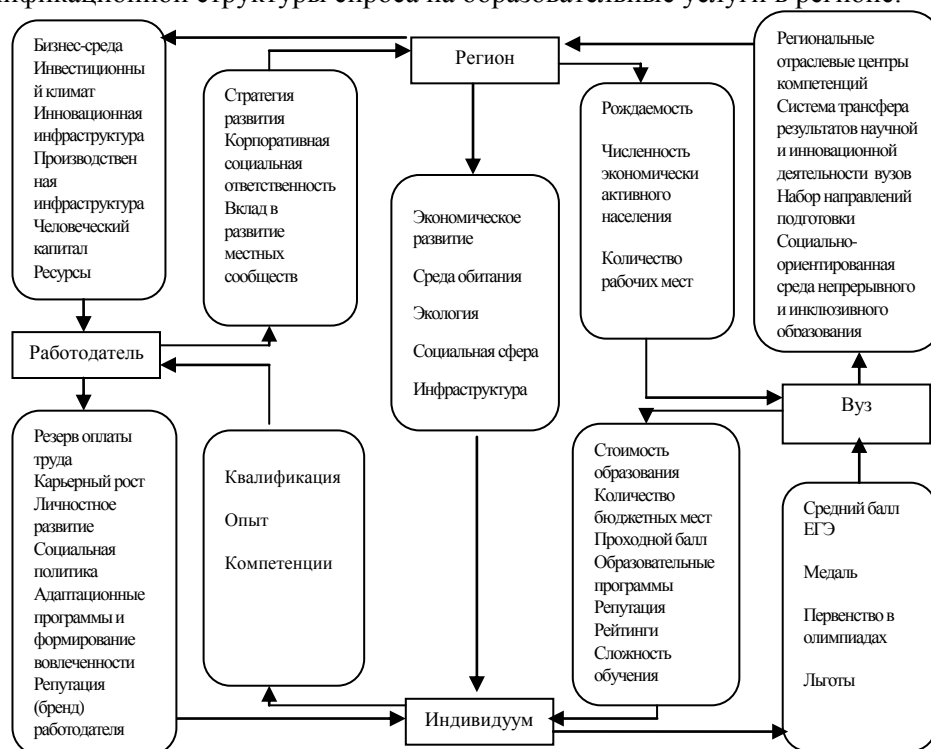 Бизнес-среда
Инвестиционны
й климат
Инновационная
инфраструктура
Производствен
ная
инфраструктура
Человеческий
капитал
Ресурсы
Стратегия
развития
Корпоративная
социальная
ответственность
Вклад в
развитие
местных
сообществ
Регион
Экономическое
развитие
Среда обитания
Экология
Социальная сфера
Инфраструктура
Рождаемость
Численность
экономически
активного
населения
Количество
рабочих мест
Региональные
отраслевые центры
компетенций
Система трансфера
результатов научной
и инновационной
деятельности вузов
Набор направлений
подготовки
Социально-
ориентированная
среда непрерывного
и инклюзивного
образования
Работодатель
Вуз
Резерв оплаты
труда
Карьерный рост
Личностное
развитие
Социальная
политика
Адаптационные
программы и
формирование
вовлеченности
Репутация
(бренд)
работодателя
Квалификация
Опыт
Компетенции
Стоимость
образования
Количество
бюджетных мест
Проходной балл
Образовательные
программы
Репутация
Рейтинги
Сложность
обучения
Средний балл
ЕГЭ
Медаль
Первенство в
олимпиадах
Льготы
Индивидуум